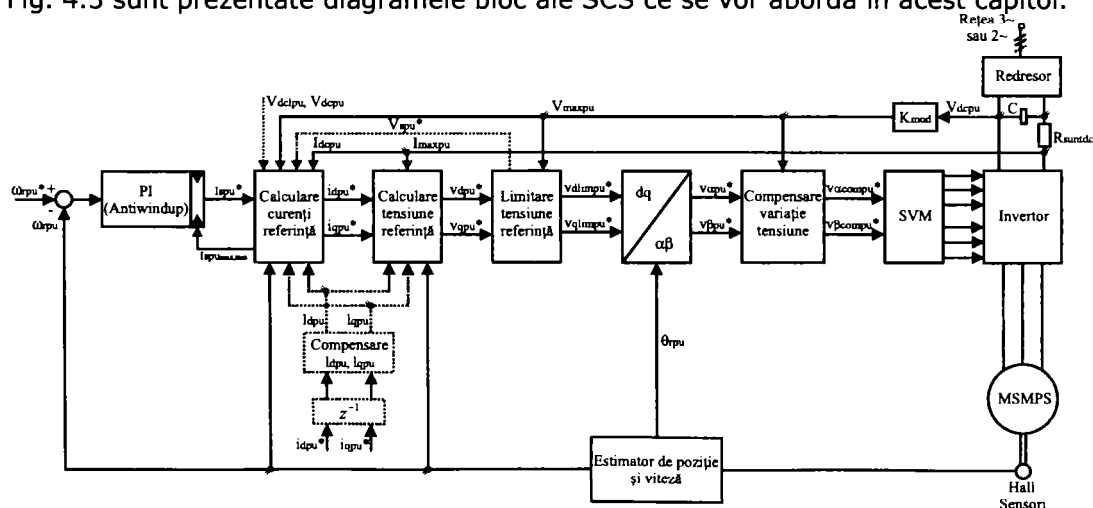 Fig. 4.5 sunt prezentate diagramele bloc ale SCS ce se vor aborda în acest capitol.
Rețea 3~
sau 2~
Redresor
Vdclpu, Vdcpu
Vmaxpu
Kmod
Vdcpu
C
Rsuntdc
Vspu*
Idcpu
Imaxpu
ωrpu*
+
-
ωrpu
PI
(Antiwindup)
Ispu*
Calculare
curenți
referință
idpu*
iqpu*
Calculare
tensiune
referință
vdpu*
vqpu*
Limitare
tensiune
referință
vdlimpu*
vqlimpu*
dq
αβ
vαpu*
vβpu*
Compensare
variație
tensiune
vαcompu*
vβcompu*
SVM
Invertor
Idpu
Iqpu
Compensare
Idpu, Iqpu
z⁻¹
idpu*
iqpu*
θrpu
MSMPS
Estimator de poziție
și viteză
Hall
Sensori